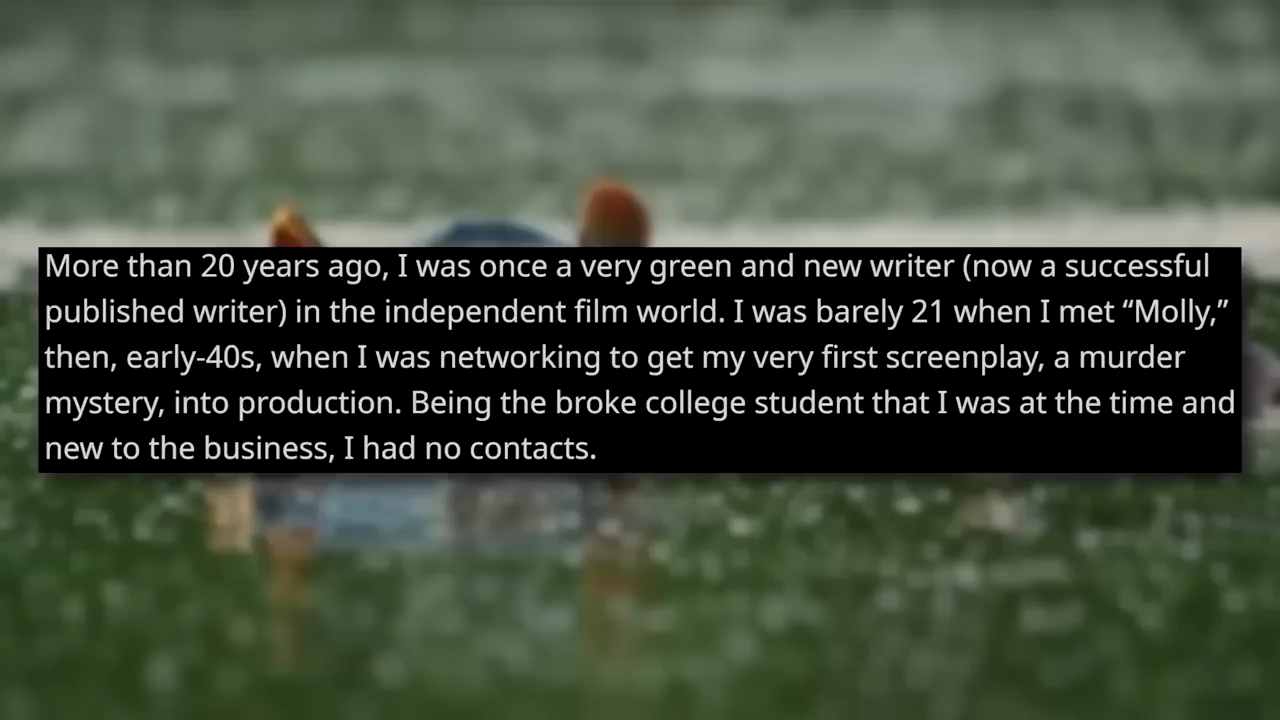 More than 20 years ago, I was once a very green and new writer (now a successful
published writer) in the independent film world. I was barely 21 when I met “Molly,”
then, early-40s, when I was networking to get my very first screenplay, a murder
mystery, into production. Being the broke college student that I was at the time and
new to the business, I had no contacts.